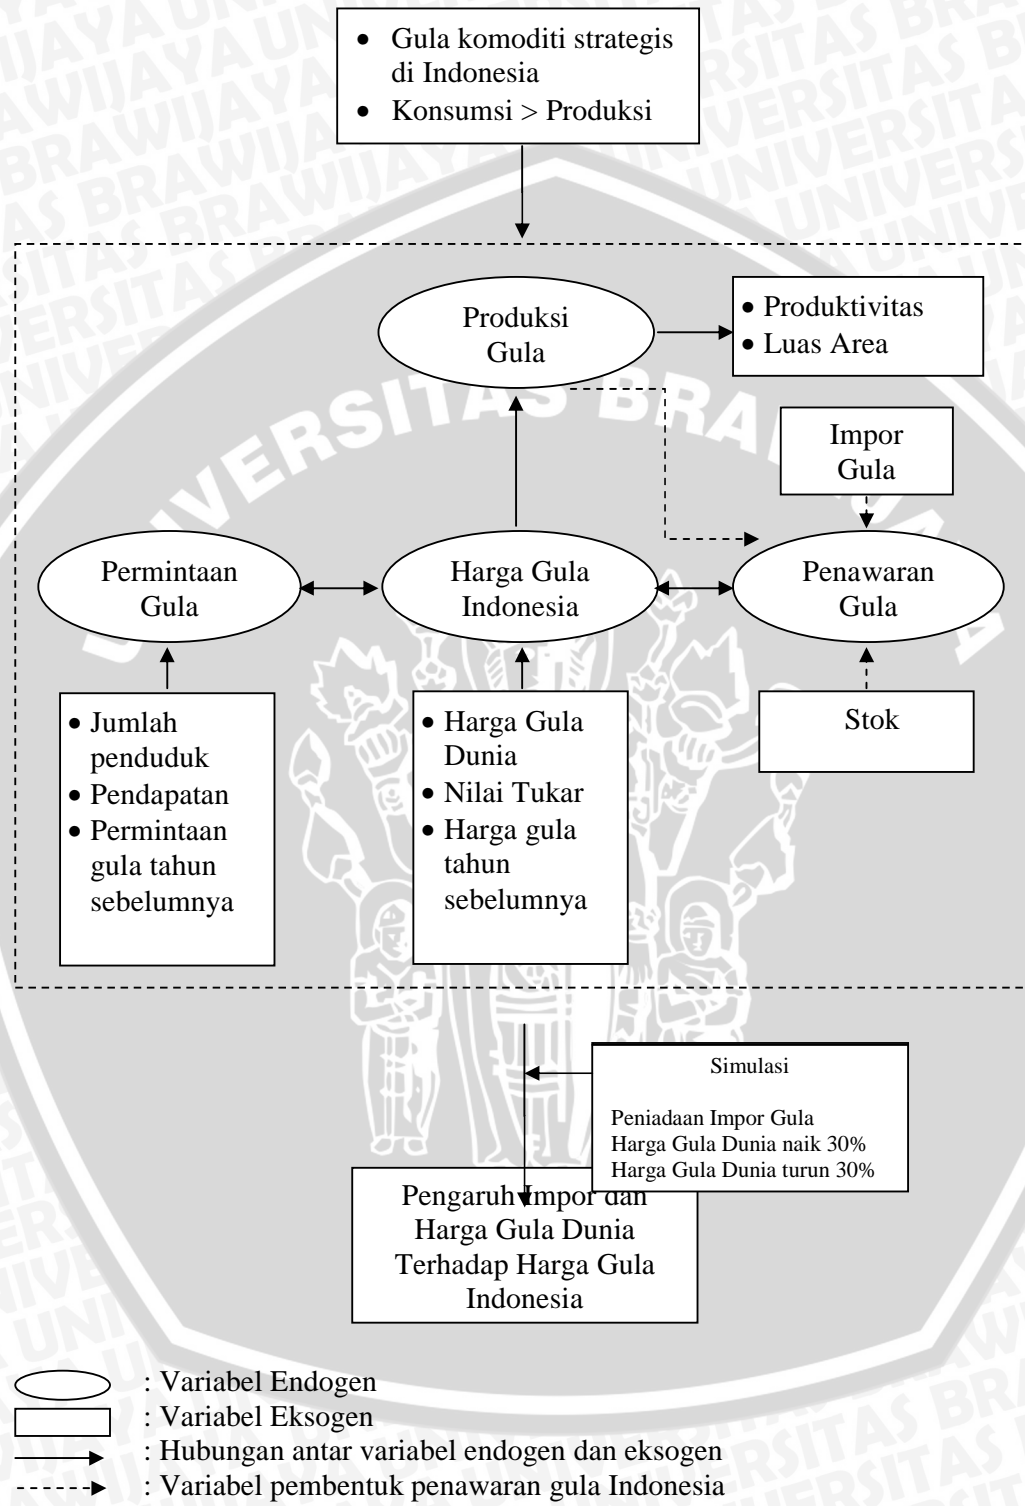 • Gula komoditi strategis
di Indonesia
• Konsumsi > Produksi
Produksi
Gula
• Produktivitas
• Luas Area
Impor
Gula
Permintaan
Gula
Harga Gula
Indonesia
Penawaran
Gula
• Jumlah
penduduk
• Pendapatan
• Permintaan
gula tahun
sebelumnya
• Harga Gula
Dunia
• Nilai Tukar
• Harga gula
tahun
sebelumnya
Stok
Simulasi
Peniadaan Impor Gula
Harga Gula Dunia naik 30%
Harga Gula Dunia turun 30%
Pengaruh Impor dan
Harga Gula Dunia
Terhadap Harga Gula
Indonesia
: Variabel Endogen
: Variabel Eksogen
: Hubungan antar variabel endogen dan eksogen
: Variabel pembentuk penawaran gula Indonesia